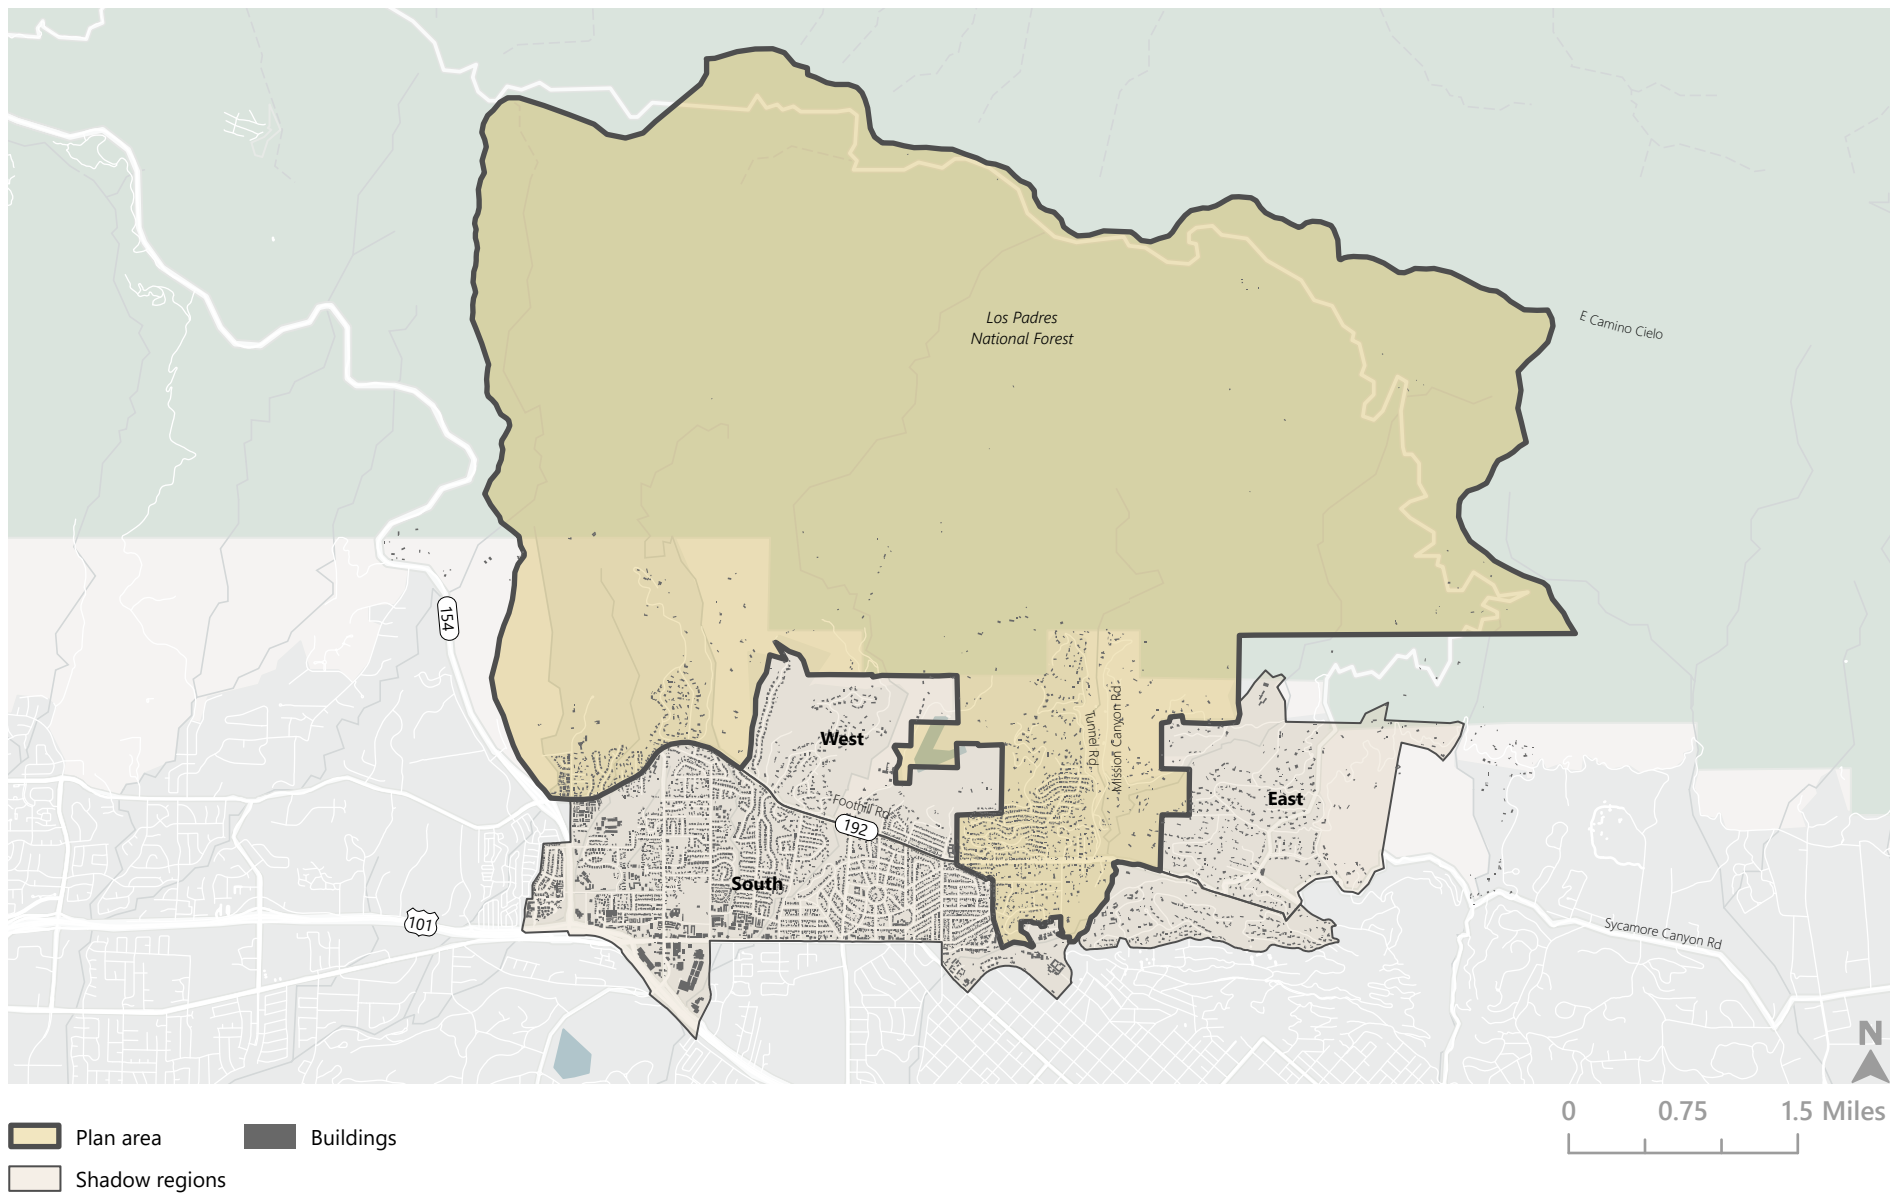 Los Padres
National Forest
E Camino Cielo
154
Tunnel Rd
Mission Canyon Rd
West
Foothill Rd
192
East
South
101
Sycamore Canyon Rd
N
0 0.75 1.5 Miles
Plan area
Buildings
Shadow regions